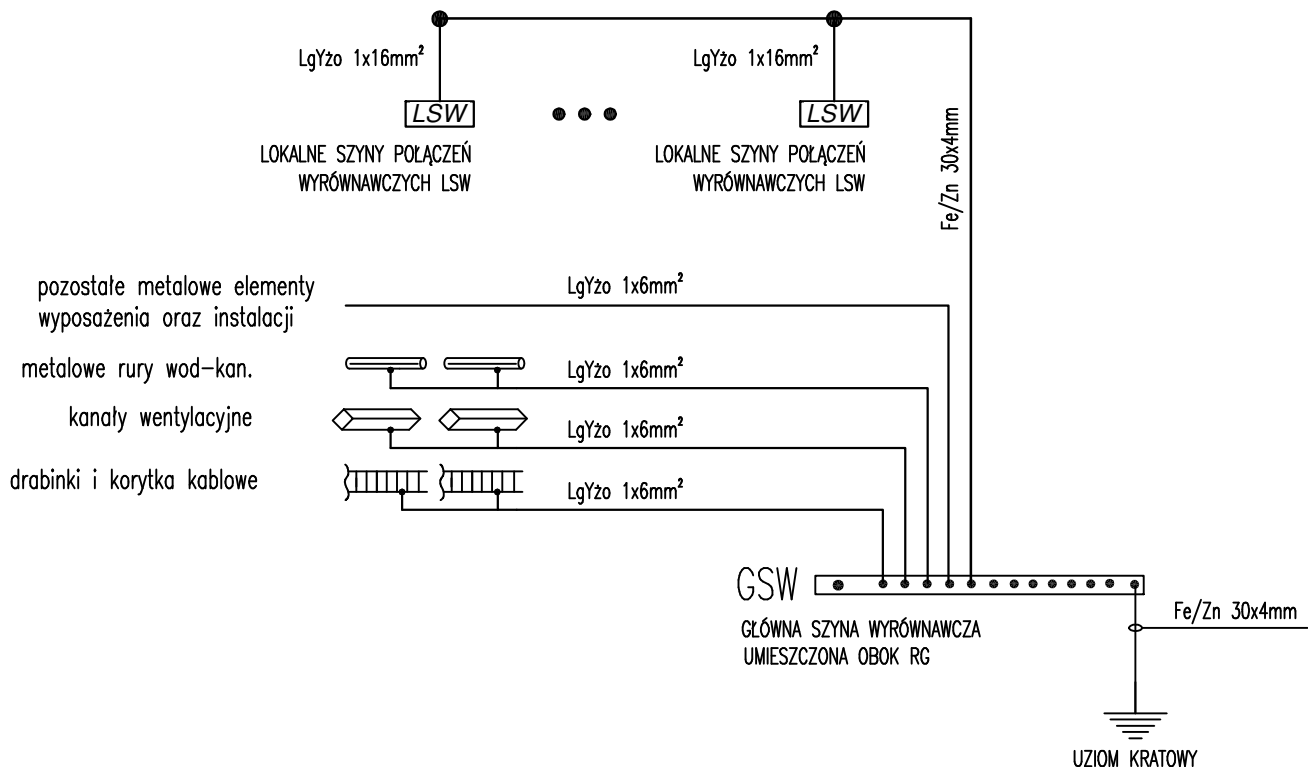 LgYżo 1x16mm²
LgYżo 1x16mm²
LSW
LSW
LOKALNE SZYNY POŁĄCZEŃ
WYRÓWNAWCZYCH LSW
LOKALNE SZYNY POŁĄCZEŃ
WYRÓWNAWCZYCH LSW
Fe/Zn 30x4mm
pozostałe metalowe elementy
wyposażenia oraz instalacji
LgYżo 1x6mm²
metalowe rury wod-kan.
LgYżo 1x6mm²
kanały wentylacyjne
LgYżo 1x6mm²
drabinki i korytka kablowe
LgYżo 1x6mm²
GSW
GŁÓWNA SZYNA WYRÓWNAWCZA
UMIESZCZONA OBOK RG
Fe/Zn 30x4mm
UZIOM KRATOWY